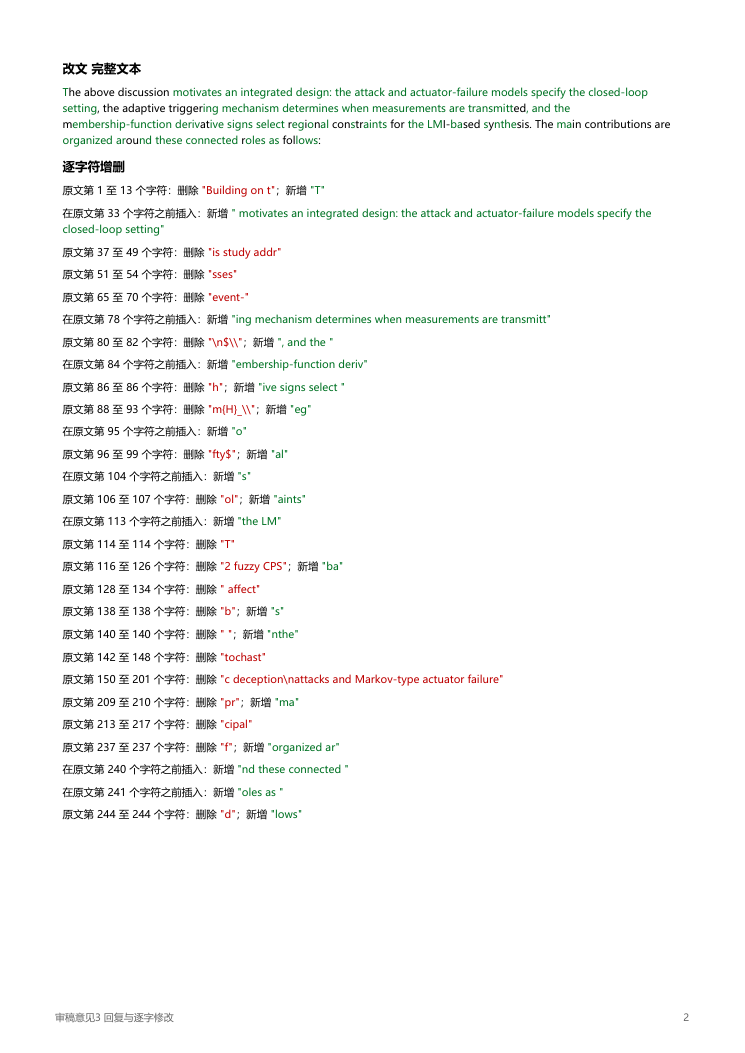 改文 完整文本
The above discussion motivates an integrated design: the attack and actuator-failure models specify the closed-loop
setting, the adaptive triggering mechanism determines when measurements are transmitted, and the
membership-function derivative signs select regional constraints for the LMI-based synthesis. The main contributions are
organized around these connected roles as follows:
逐字符增删
原文第 1 至 13 个字符：删除 "Building on t"；新增 "T"
在原文第 33 个字符之前插入：新增 " motivates an integrated design: the attack and actuator-failure models specify the
closed-loop setting"
原文第 37 至 49 个字符：删除 "is study addr"
原文第 51 至 54 个字符：删除 "sses"
原文第 65 至 70 个字符：删除 "event-"
在原文第 78 个字符之前插入：新增 "ing mechanism determines when measurements are transmitt"
原文第 80 至 82 个字符：删除 "\n$\\"；新增 ", and the "
在原文第 84 个字符之前插入：新增 "embership-function deriv"
原文第 86 至 86 个字符：删除 "h"；新增 "ive signs select "
原文第 88 至 93 个字符：删除 "m{H}_\\"；新增 "eg"
在原文第 95 个字符之前插入：新增 "o"
原文第 96 至 99 个字符：删除 "fty$"；新增 "al"
在原文第 104 个字符之前插入：新增 "s"
原文第 106 至 107 个字符：删除 "ol"；新增 "aints"
在原文第 113 个字符之前插入：新增 "the LM"
原文第 114 至 114 个字符：删除 "T"
原文第 116 至 126 个字符：删除 "2 fuzzy CPS"；新增 "ba"
原文第 128 至 134 个字符：删除 " affect"
原文第 138 至 138 个字符：删除 "b"；新增 "s"
原文第 140 至 140 个字符：删除 " "；新增 "nthe"
原文第 142 至 148 个字符：删除 "tochast"
原文第 150 至 201 个字符：删除 "c deception\nattacks and Markov-type actuator failure"
原文第 209 至 210 个字符：删除 "pr"；新增 "ma"
原文第 213 至 217 个字符：删除 "cipal"
原文第 237 至 237 个字符：删除 "f"；新增 "organized ar"
在原文第 240 个字符之前插入：新增 "nd these connected "
在原文第 241 个字符之前插入：新增 "oles as "
原文第 244 至 244 个字符：删除 "d"；新增 "lows"
审稿意见3 回复与逐字修改
2